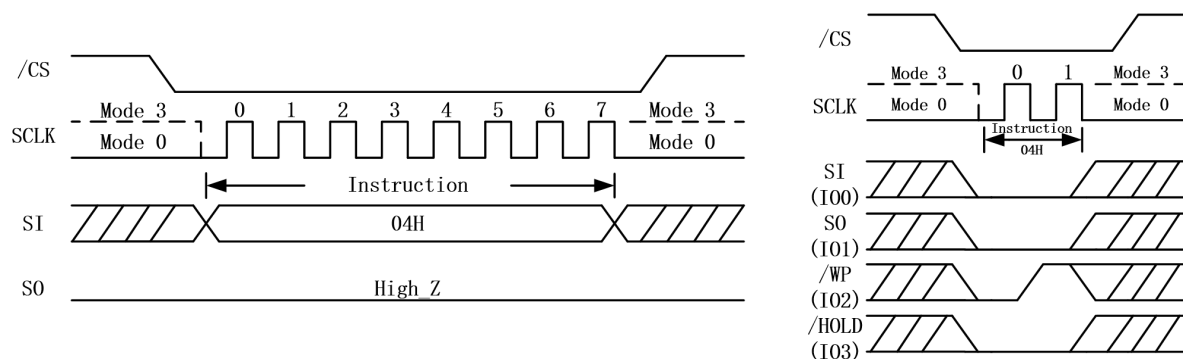 /CS
Mode 3
0 1 2 3 4 5 6 7
Mode 3
SCLK
Mode 0
Mode 0
Instruction
SI
04H
SO
High_Z
/CS
Mode 3
0 1
Mode 3
SCLK
Mode 0
Mode 0
Instruction
04H
SI
(IO0)
SO
(IO1)
/WP
(IO2)
/HOLD
(IO3)